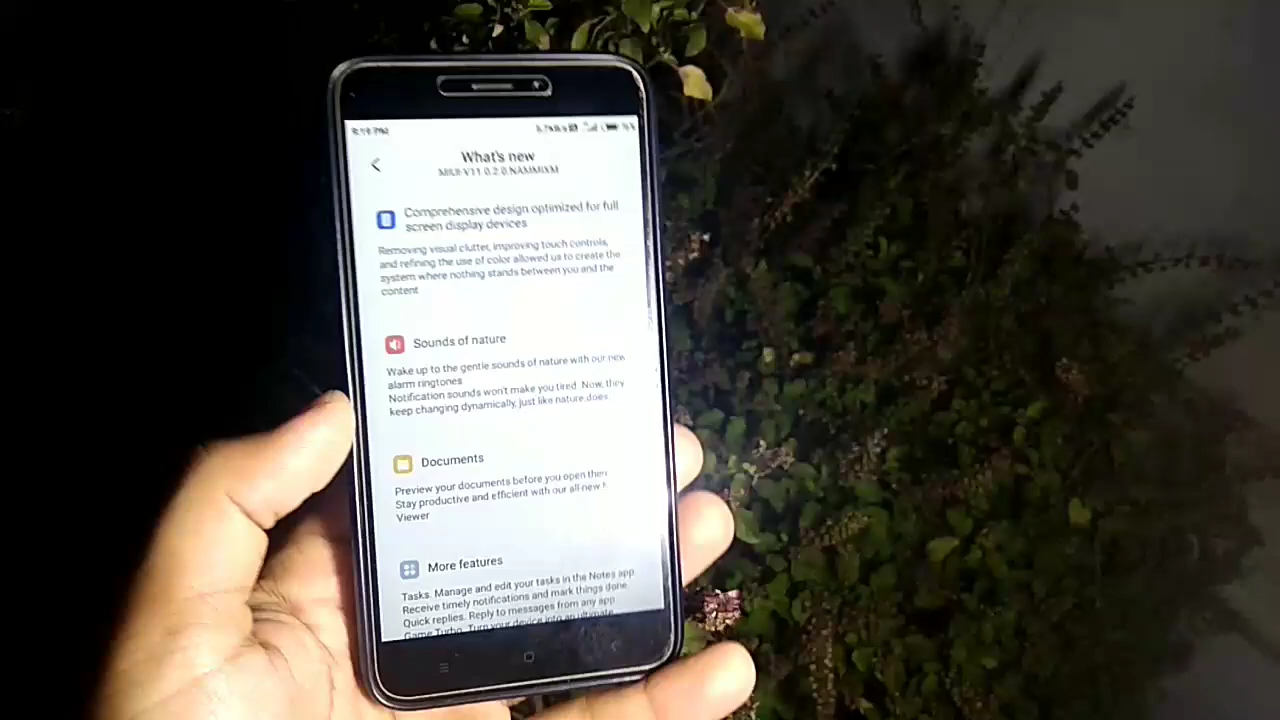 8:19 PM
What's new
MIUI-V11.0.2.0.NAMMIXM
Comprehensive design optimized for full
screen display devices
Removing visual clutter, improving touch controls,
and refining the use of color allowed us to create the
system where nothing stands between you and the
content
Sounds of nature
Wake up to the gentle sounds of nature with our new
alarm ringtones
Notification sounds won't make you tired. Now, they
keep changing dynamically, just like nature does.
Documents
Preview your documents before you open
Stay productive and efficient with our all-new
Viewer
More features
Tasks. Manage and edit your tasks in the Notes app.
Receive timely notifications and mark things done.
Quick replies. Reply to messages from any app
Game Turbo. Turn your device into an ultimate